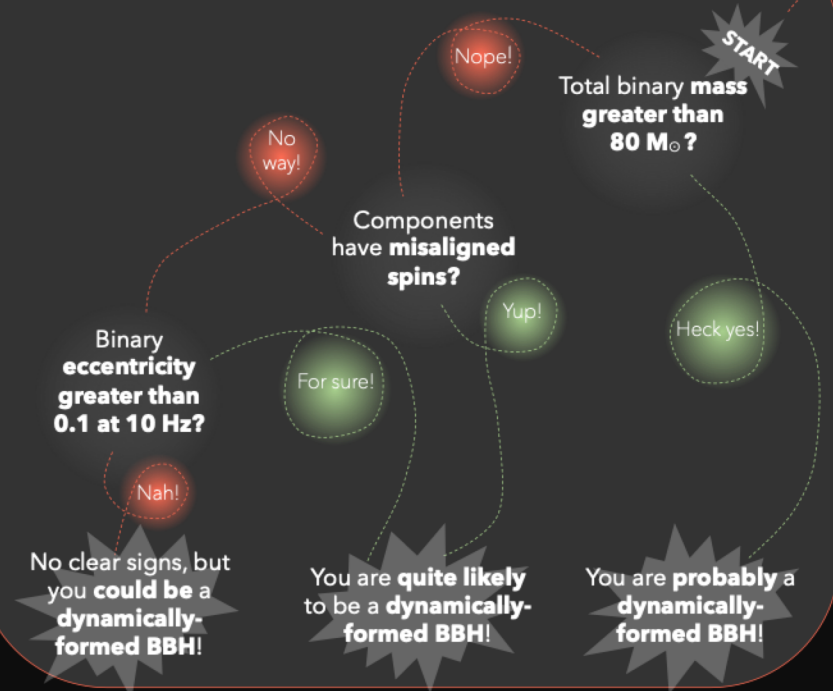 START
Total binary mass
greater than
80 M☉?
Nope!
Heck yes!
Components
have misaligned
spins?
No
way!
Yup!
Binary
eccentricity
greater than
0.1 at 10 Hz?
For sure!
Nah!
No clear signs, but
you could be a
dynamically-
formed BBH!
You are quite likely
to be a dynamically-
formed BBH!
You are probably a
dynamically-
formed BBH!